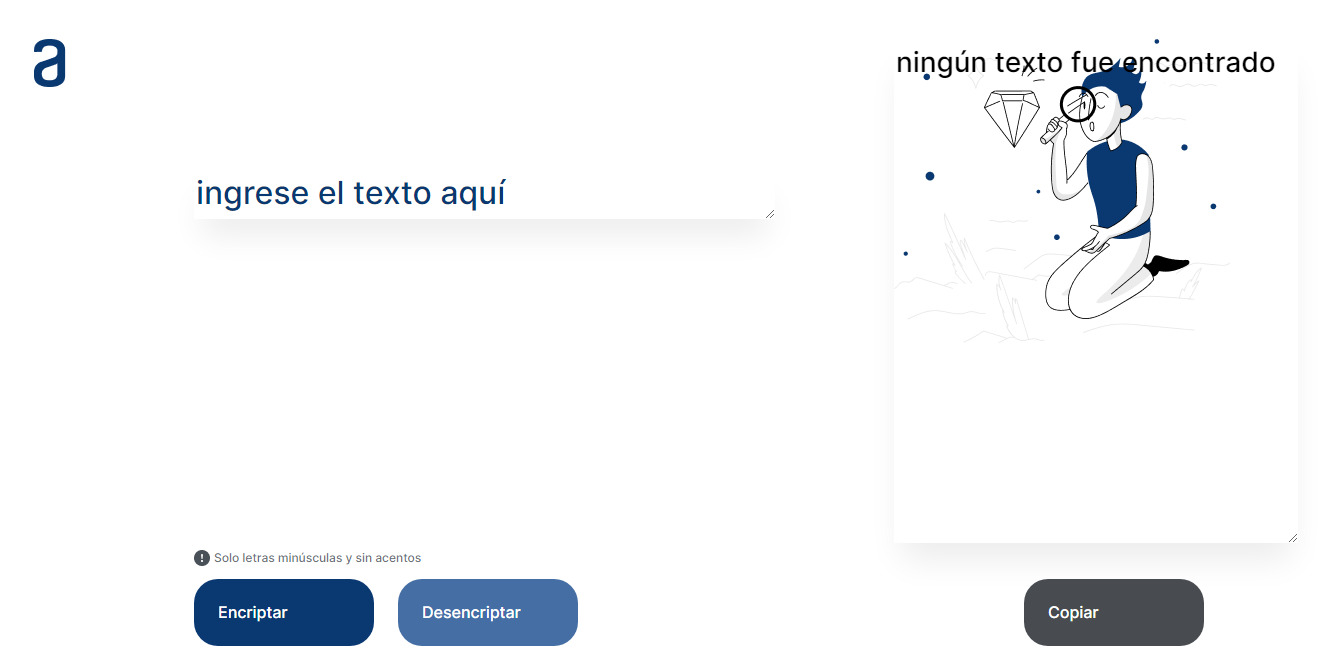 a
ningún texto fue encontrado
ingrese el texto aquí
! Solo letras minúsculas y sin acentos
Encriptar
Desencriptar
Copiar